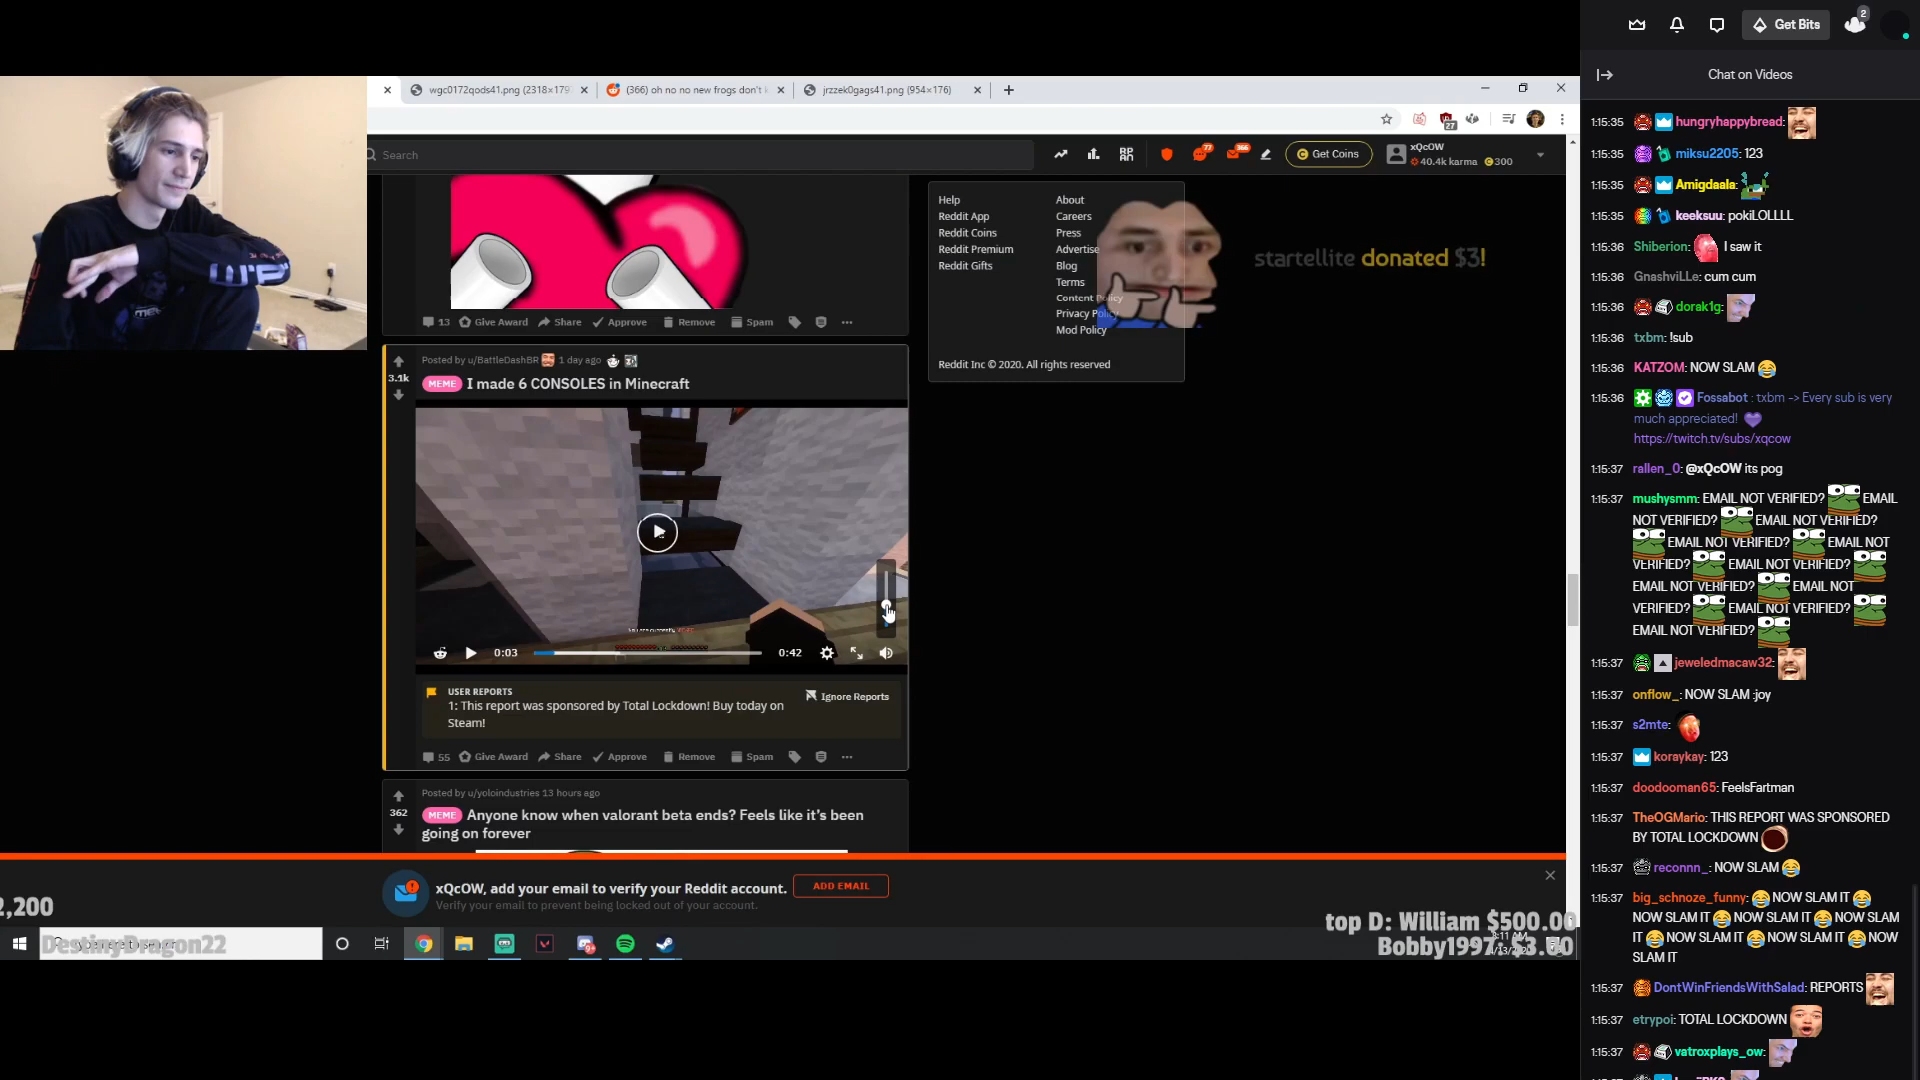 Get Bits
2
wgc0172qods41.png (2318×179
(366) oh no no new frogs don't
jrzzek0gags41.png (954×176)
27
Search
77
366
Get Coins
xQcOW
40.4k karma
300
13
Give Award
Share
Approve
Remove
Spam
Help
Reddit App
Reddit Coins
Reddit Premium
Reddit Gifts
About
Careers
Press
Advertise
Blog
Terms
Content Policy
Privacy Policy
Mod Policy
Reddit Inc © 2020. All rights reserved
startellite donated $3!
3.1k
Posted by u/BattleDashBR 1 day ago
MEME I made 6 CONSOLES in Minecraft
0:03
0:42
USER REPORTS
1: This report was sponsored by Total Lockdown! Buy today on
Steam!
Ignore Reports
55
Give Award
Share
Approve
Remove
Spam
362
Posted by u/yoloindustries 13 hours ago
MEME Anyone know when valorant beta ends? Feels like it's been
going on forever
xQcOW, add your email to verify your Reddit account.
ADD EMAIL
Verify your email to prevent being locked out of your account.
2,200
DestinyDragon22
top D: William $500.00
Bobby1997: $3.00
Chat on Videos
1:15:35 hungryhappybread:
1:15:35 miksu2205: 123
1:15:35 Amigdaala:
1:15:35 keeksuu: pokiLOLLLL
1:15:36 Shiberion: I saw it
1:15:36 GnashviLLe: cum cum
1:15:36 dorak1g:
1:15:36 txbm: !sub
1:15:36 KATZOM: NOW SLAM 😂
1:15:36 Fossabot : txbm -> Every sub is very
much appreciated! 💜
https://twitch.tv/subs/xqcow
1:15:37 rallen_0: @xQcOW its pog
1:15:37 mushysmm: EMAIL NOT VERIFIED? EMAIL
NOT VERIFIED? EMAIL NOT VERIFIED?
EMAIL NOT VERIFIED? EMAIL NOT
VERIFIED? EMAIL NOT VERIFIED?
EMAIL NOT VERIFIED? EMAIL NOT
VERIFIED? EMAIL NOT VERIFIED?
EMAIL NOT VERIFIED?
1:15:37 jeweledmacaw32:
1:15:37 onflow_: NOW SLAM :joy
1:15:37 s2mte:
1:15:37 koraykay: 123
1:15:37 doodooman65: FeelsFartman
1:15:37 TheOGMario: THIS REPORT WAS SPONSORED
BY TOTAL LOCKDOWN
1:15:37 reconnn_: NOW SLAM 😂
1:15:37 big_schnoze_funny: 😂 NOW SLAM IT 😂
NOW SLAM IT 😂 NOW SLAM IT 😂 NOW SLAM
IT 😂 NOW SLAM IT 😂 NOW SLAM IT 😂 NOW
SLAM IT
1:15:37 DontWinFriendsWithSalad: REPORTS
1:15:37 etrypoi: TOTAL LOCKDOWN
1:15:37 vatroxplays_ow: